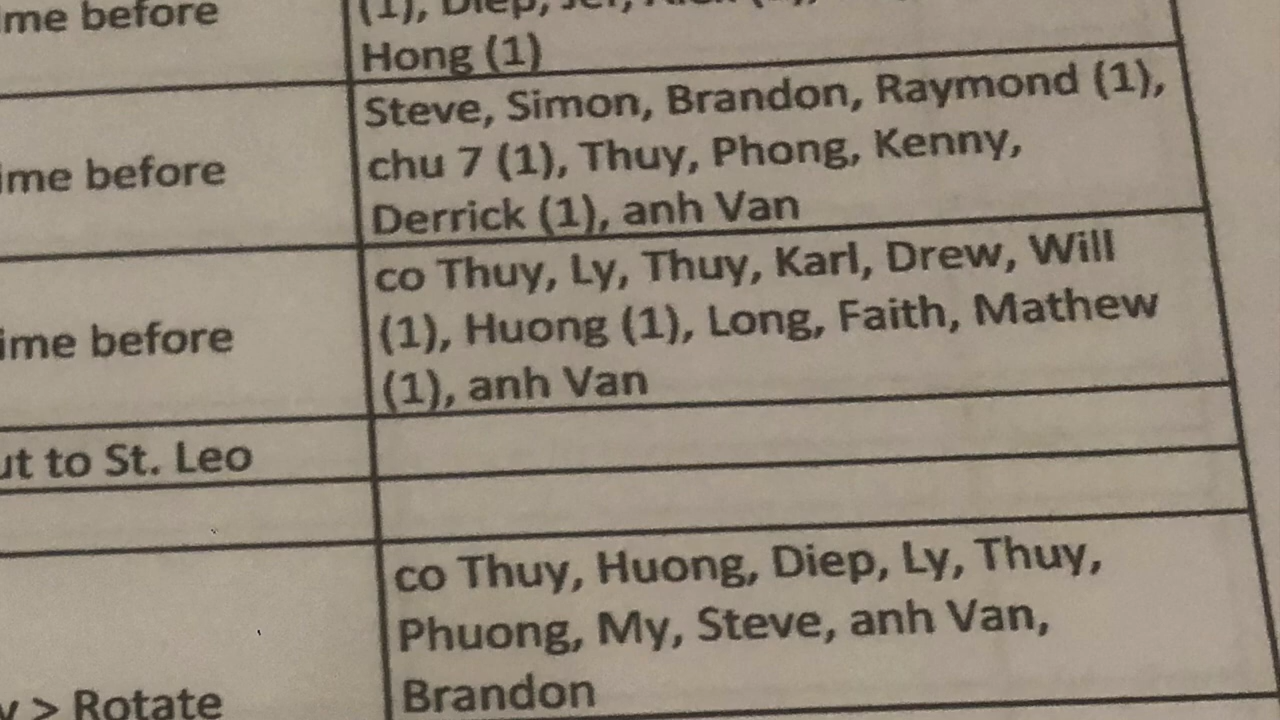 me before
(1), Diep,
Hong (1)
ime before
Steve, Simon, Brandon, Raymond (1),
chu 7 (1), Thuy, Phong, Kenny,
Derrick (1), anh Van
ime before
co Thuy, Ly, Thuy, Karl, Drew, Will
(1), Huong (1), Long, Faith, Mathew
(1), anh Van
ut to St. Leo
co Thuy, Huong, Diep, Ly, Thuy,
Phuong, My, Steve, anh Van,
Brandon
> Rotate